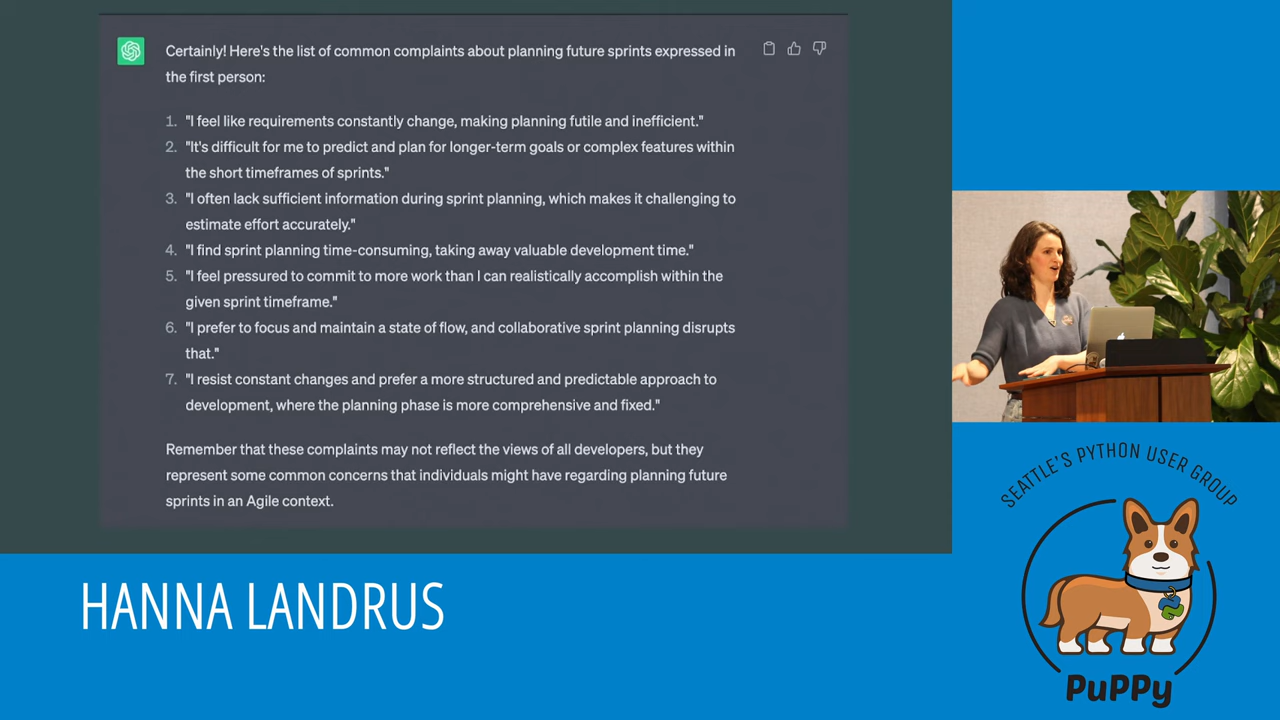 Certainly! Here's the list of common complaints about planning future sprints expressed in
the first person:
1. "I feel like requirements constantly change, making planning futile and inefficient."
2. "It's difficult for me to predict and plan for longer-term goals or complex features within
the short timeframes of sprints."
3. "I often lack sufficient information during sprint planning, which makes it challenging to
estimate effort accurately."
4. "I find sprint planning time-consuming, taking away valuable development time."
5. "I feel pressured to commit to more work than I can realistically accomplish within the
given sprint timeframe."
6. "I prefer to focus and maintain a state of flow, and collaborative sprint planning disrupts
that."
7. "I resist constant changes and prefer a more structured and predictable approach to
development, where the planning phase is more comprehensive and fixed."
Remember that these complaints may not reflect the views of all developers, but they
represent some common concerns that individuals might have regarding planning future
sprints in an Agile context.
HANNA LANDRUS
SEATTLE'S PYTHON USER GROUP
PuPPy